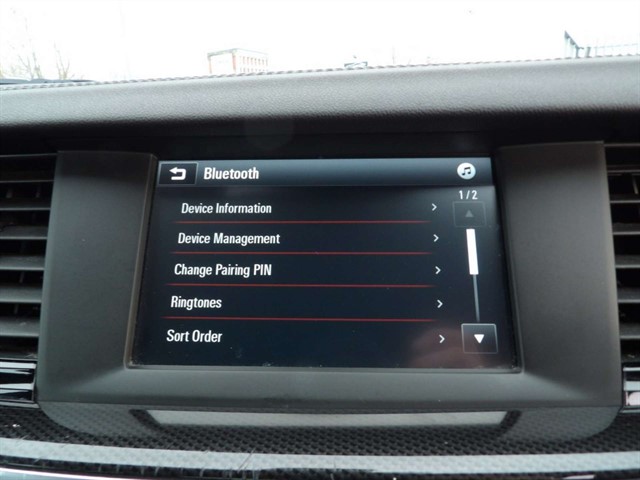 Bluetooth
1/2
Device Information
Device Management
Change Pairing PIN
Ringtones
Sort Order